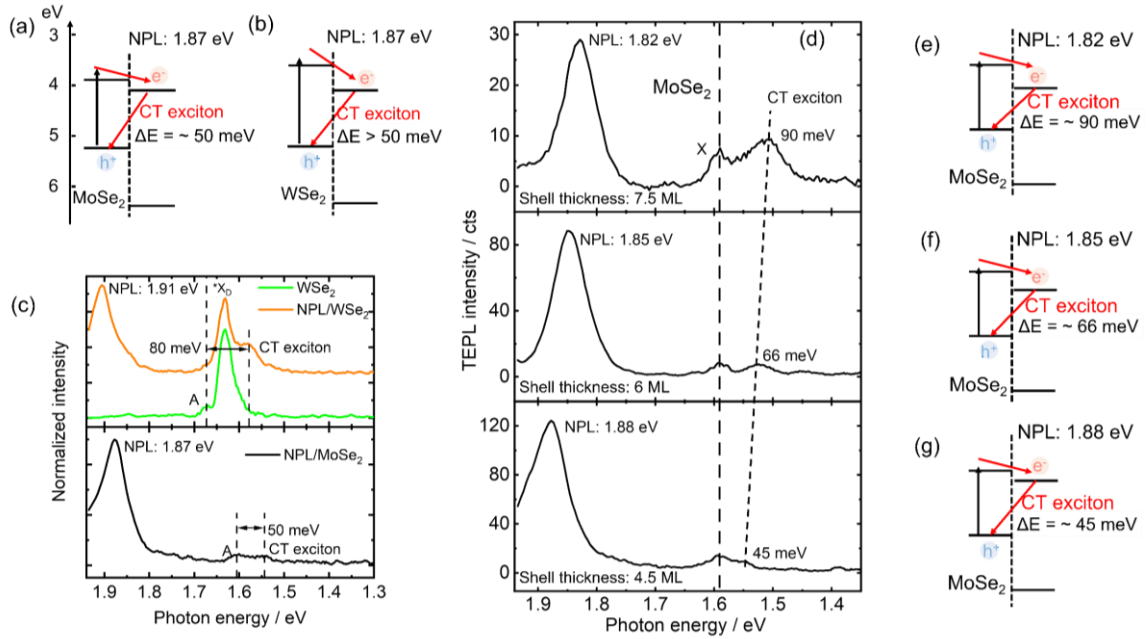 (a)
eV
3
4
5
6
NPL: 1.87 eV
e⁻
CT exciton
ΔE = ~ 50 meV
h⁺
MoSe₂
(b)
NPL: 1.87 eV
e⁻
CT exciton
ΔE > 50 meV
h⁺
WSe₂
(c)
NPL: 1.91 eV
*X_D
WSe₂
NPL/WSe₂
80 meV
CT exciton
A
NPL: 1.87 eV
NPL/MoSe₂
50 meV
A
CT exciton
Normalized intensity
1.9 1.8 1.7 1.6 1.5 1.4 1.3
Photon energy / eV
(d)
NPL: 1.82 eV
MoSe₂
CT exciton
X
90 meV
Shell thickness: 7.5 ML
30
20
10
0
NPL: 1.85 eV
66 meV
Shell thickness: 6 ML
80
40
0
NPL: 1.88 eV
45 meV
Shell thickness: 4.5 ML
120
80
40
0
TEPL intensity / cts
1.9 1.8 1.7 1.6 1.5 1.4
Photon energy / eV
(e)
NPL: 1.82 eV
e⁻
CT exciton
ΔE = ~ 90 meV
h⁺
MoSe₂
(f)
NPL: 1.85 eV
e⁻
CT exciton
ΔE = ~ 66 meV
h⁺
MoSe₂
(g)
NPL: 1.88 eV
e⁻
CT exciton
ΔE = ~ 45 meV
h⁺
MoSe₂